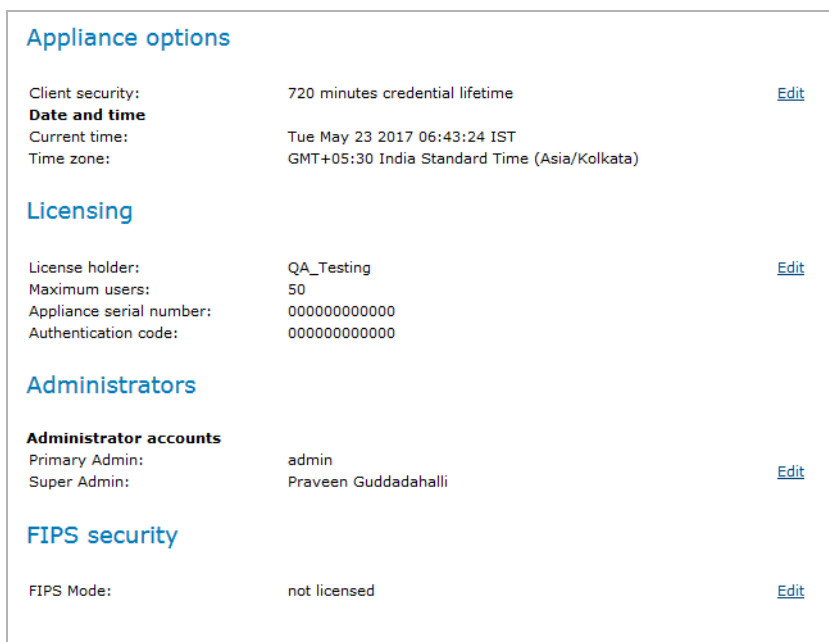 Appliance options
Client security: 720 minutes credential lifetime Edit
Date and time
Current time: Tue May 23 2017 06:43:24 IST
Time zone: GMT+05:30 India Standard Time (Asia/Kolkata)
Licensing
License holder: QA_Testing Edit
Maximum users: 50
Appliance serial number: 000000000000
Authentication code: 000000000000
Administrators
Administrator accounts
Primary Admin: admin
Super Admin: Praveen Guddadahalli Edit
FIPS security
FIPS Mode: not licensed Edit